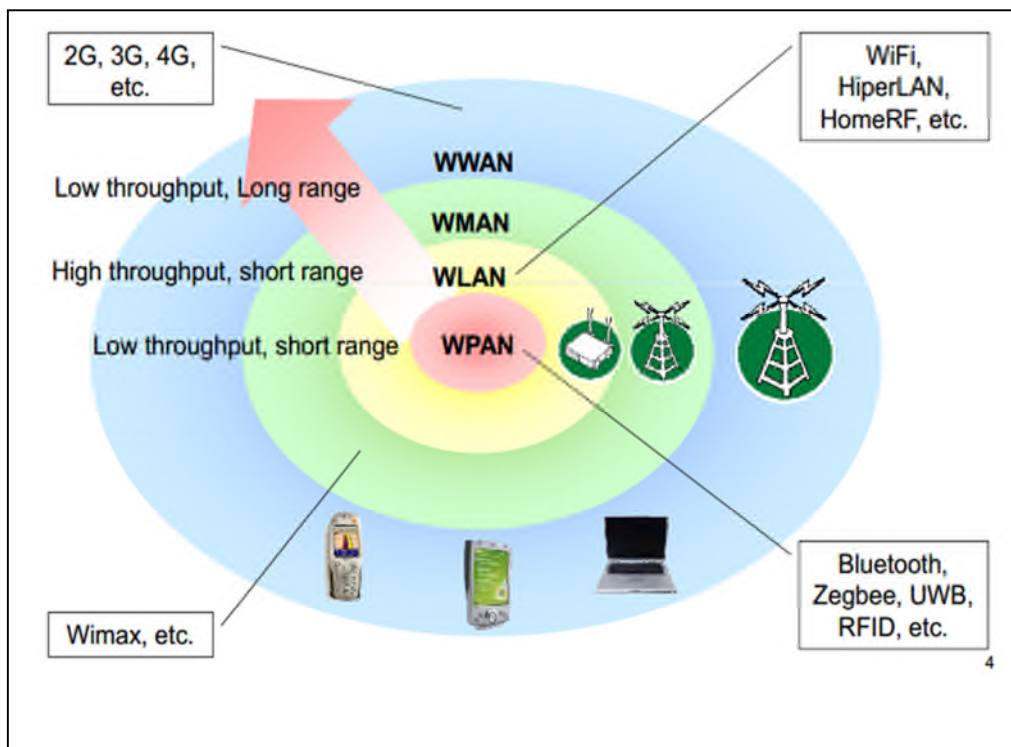 2G, 3G, 4G,
etc.
WiFi,
HiperLAN,
HomeRF, etc.
WWAN
Low throughput, Long range
WMAN
High throughput, short range
WLAN
Low throughput, short range
WPAN
Bluetooth,
Zegbee, UWB,
RFID, etc.
Wimax, etc.
4